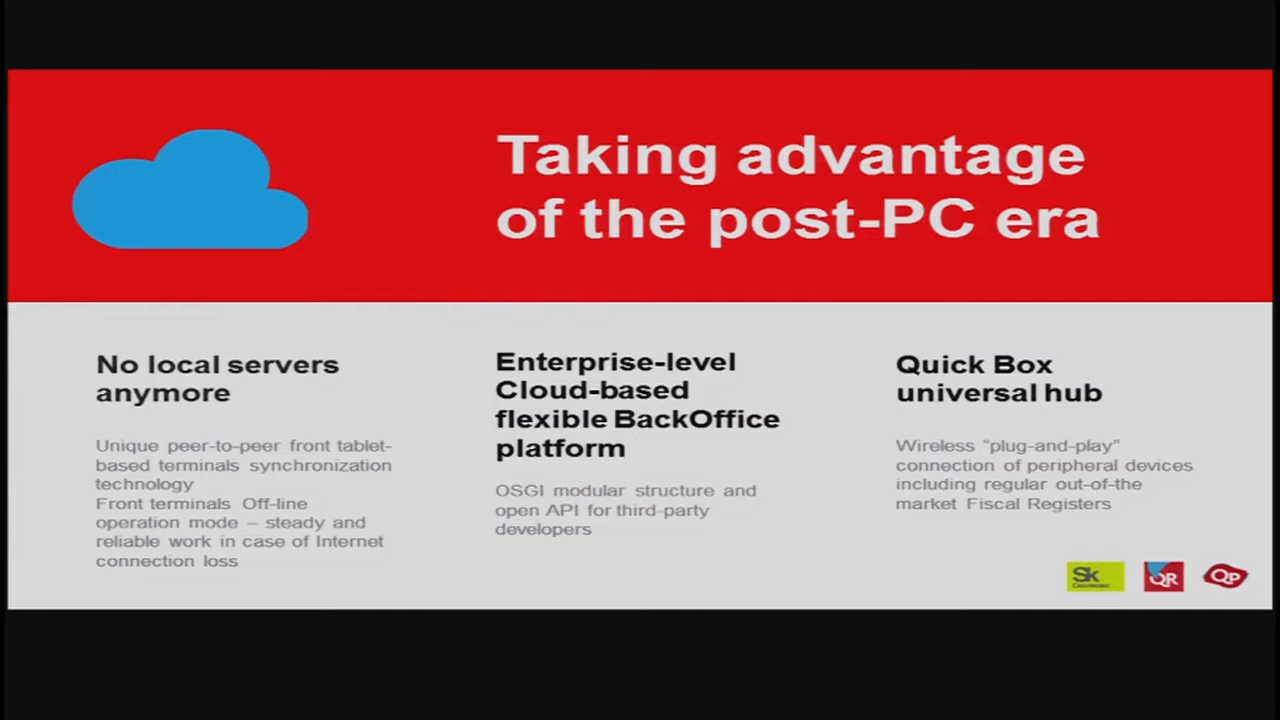 Taking advantage
of the post-PC era
No local servers
anymore
Unique peer-to-peer front tablet-
based terminals synchronization
technology
Front terminals Off-line
operation mode – steady and
reliable work in case of Internet
connection loss
Enterprise-level
Cloud-based
flexible BackOffice
platform
OSGI modular structure and
open API for third-party
developers
Quick Box
universal hub
Wireless “plug-and-play”
connection of peripheral devices
including regular out-of-the
market Fiscal Registers
Sk
QR
QP